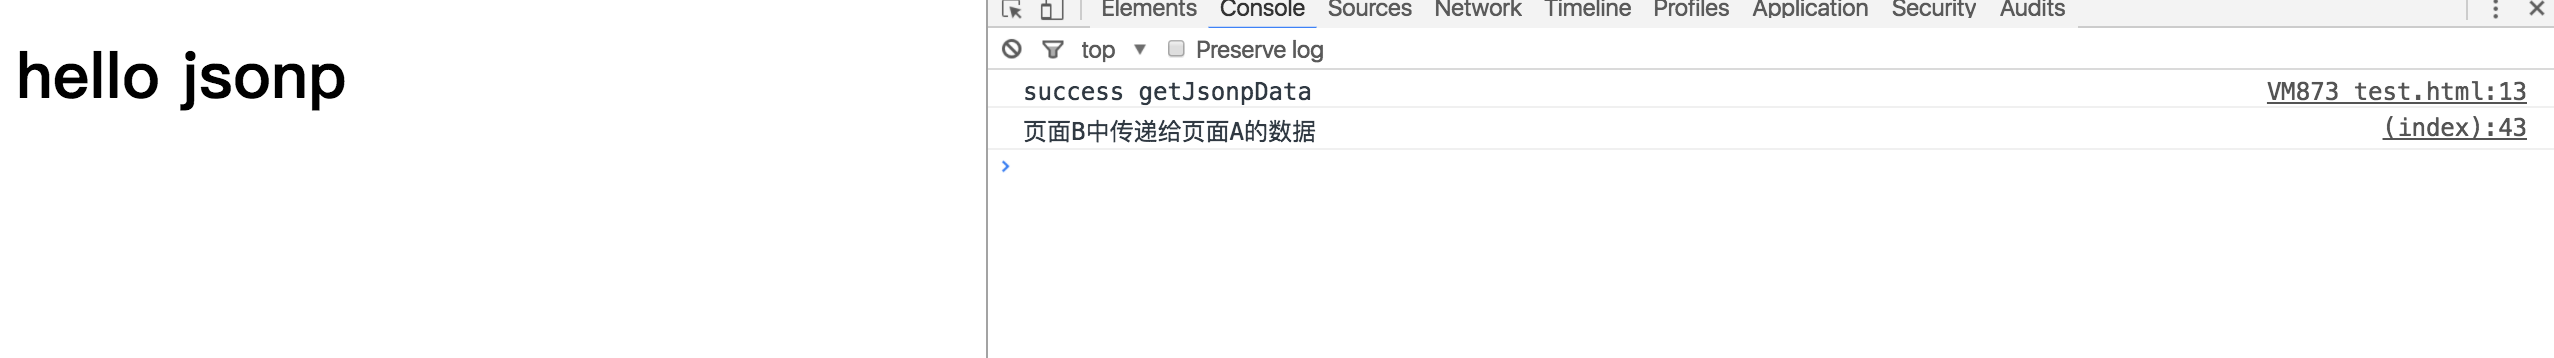 hello jsonp
Elements Console Sources Network Timeline Profiles Application Security Audits
top Preserve log
success getJsonpData VM873 test.html:13
页面B中传递给页面A的数据 (index):43